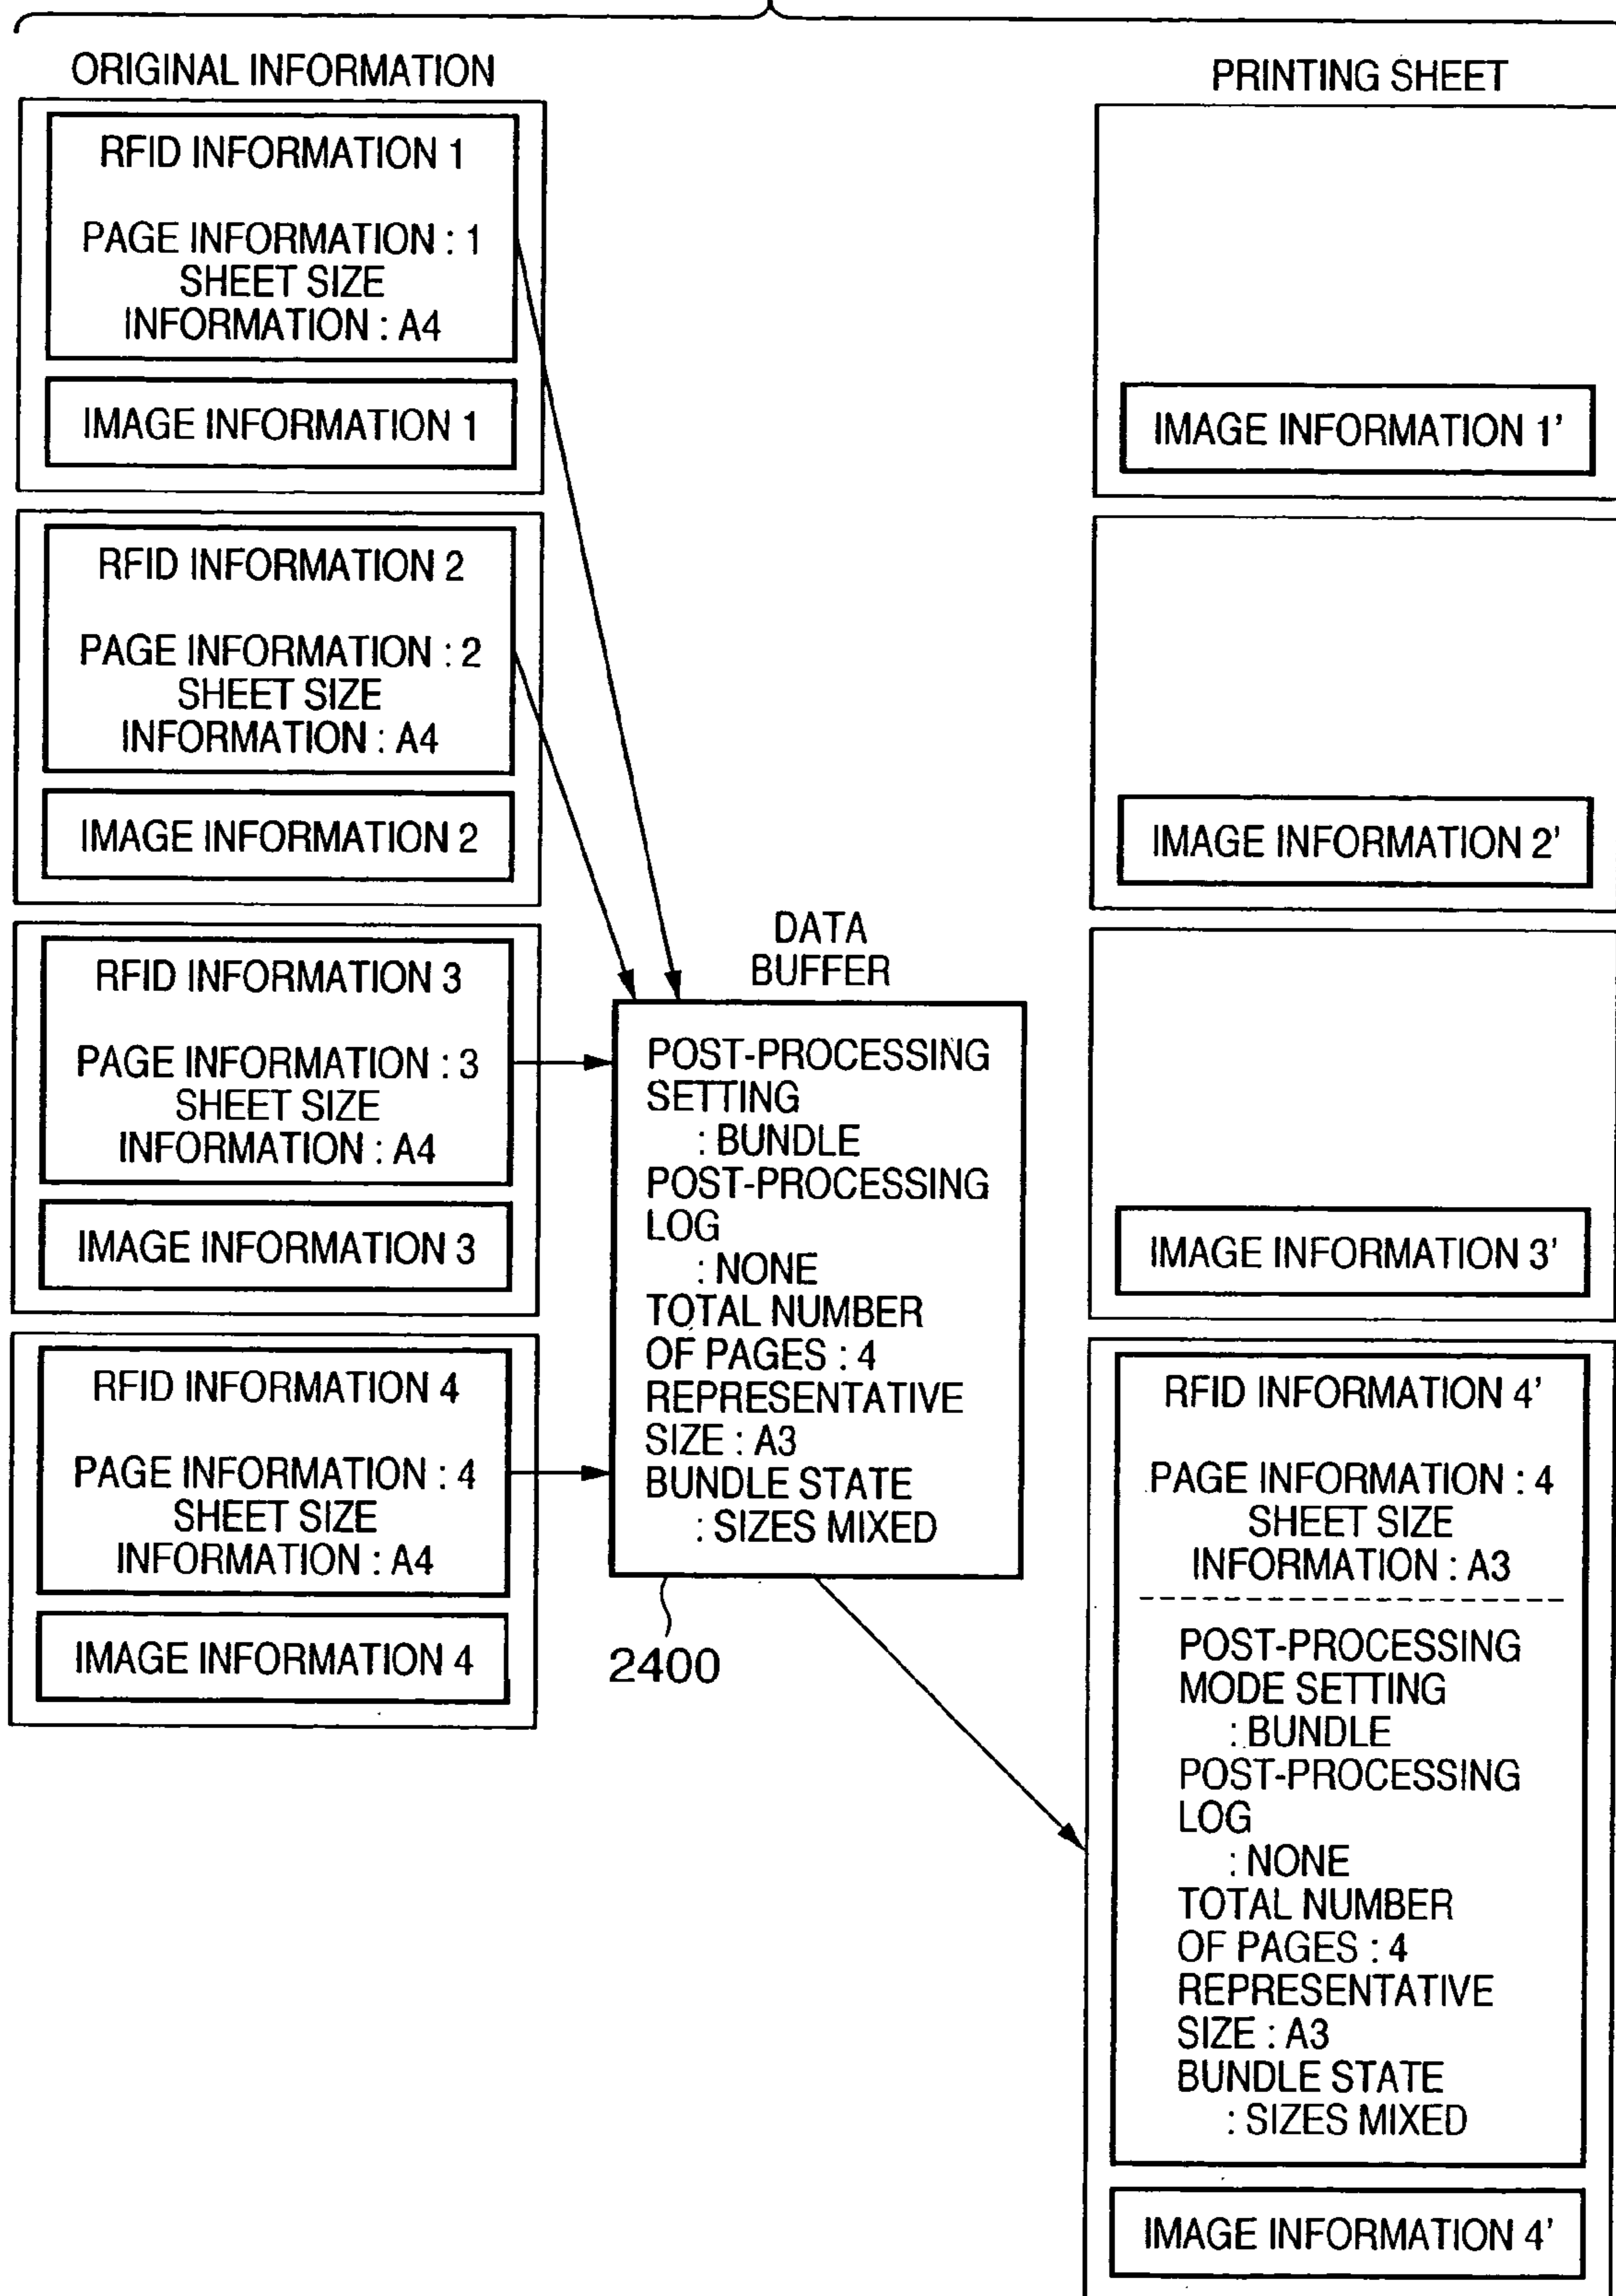 ORIGINAL INFORMATION
RFID INFORMATION 1
PAGE INFORMATION : 1
SHEET SIZE
INFORMATION : A4
IMAGE INFORMATION 1
RFID INFORMATION 2
PAGE INFORMATION : 2
SHEET SIZE
INFORMATION : A4
IMAGE INFORMATION 2
RFID INFORMATION 3
PAGE INFORMATION : 3
SHEET SIZE
INFORMATION : A4
IMAGE INFORMATION 3
RFID INFORMATION 4
PAGE INFORMATION : 4
SHEET SIZE
INFORMATION : A4
IMAGE INFORMATION 4
DATA
BUFFER
POST-PROCESSING
SETTING
: BUNDLE
POST-PROCESSING
LOG
: NONE
TOTAL NUMBER
OF PAGES : 4
REPRESENTATIVE
SIZE : A3
BUNDLE STATE
: SIZES MIXED
2400
PRINTING SHEET
IMAGE INFORMATION 1'
IMAGE INFORMATION 2'
IMAGE INFORMATION 3'
RFID INFORMATION 4'
PAGE INFORMATION : 4
SHEET SIZE
INFORMATION : A3
POST-PROCESSING
MODE SETTING
: BUNDLE
POST-PROCESSING
LOG
: NONE
TOTAL NUMBER
OF PAGES : 4
REPRESENTATIVE
SIZE : A3
BUNDLE STATE
: SIZES MIXED
IMAGE INFORMATION 4'